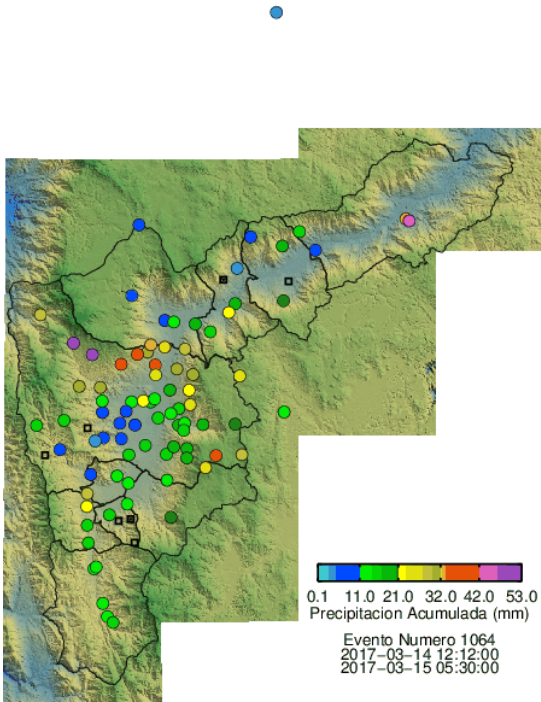 0.1 11.0 21.0 32.0 42.0 53.0
Precipitacion Acumulada (mm)
Evento Numero 1064
2017-03-14 12:12:00
2017-03-15 05:30:00